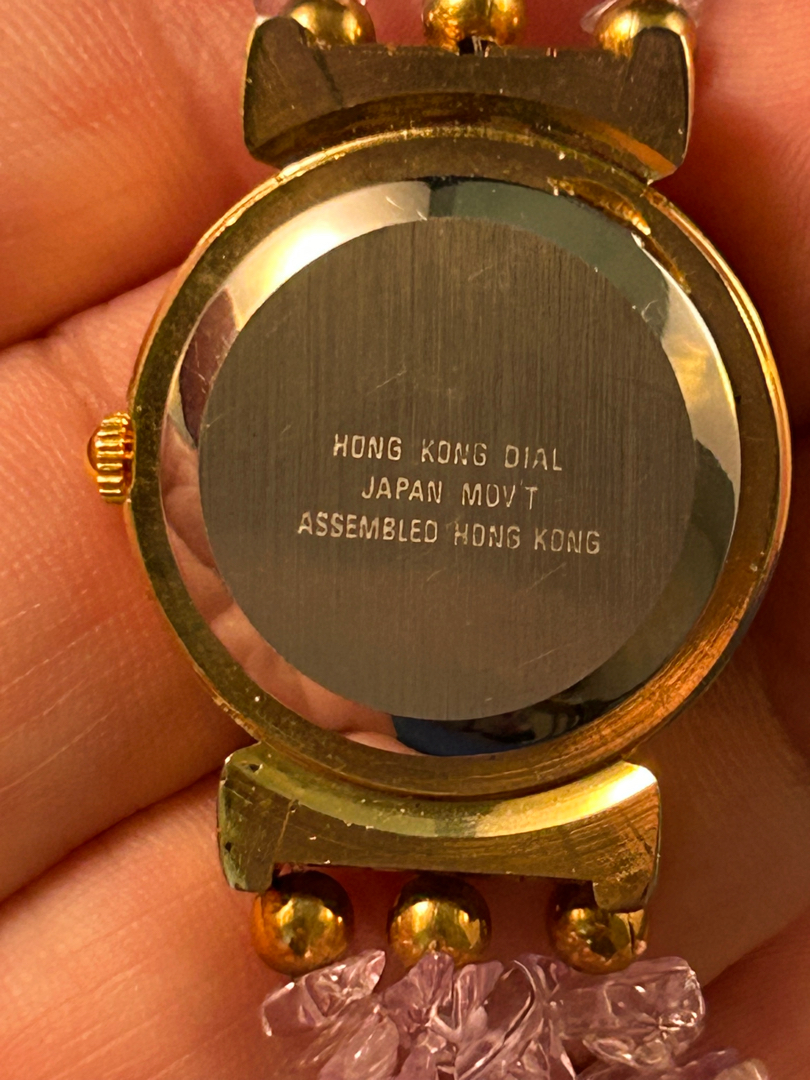 HONG KONG DIAL
JAPAN MOV'T
ASSEMBLED HONG KONG